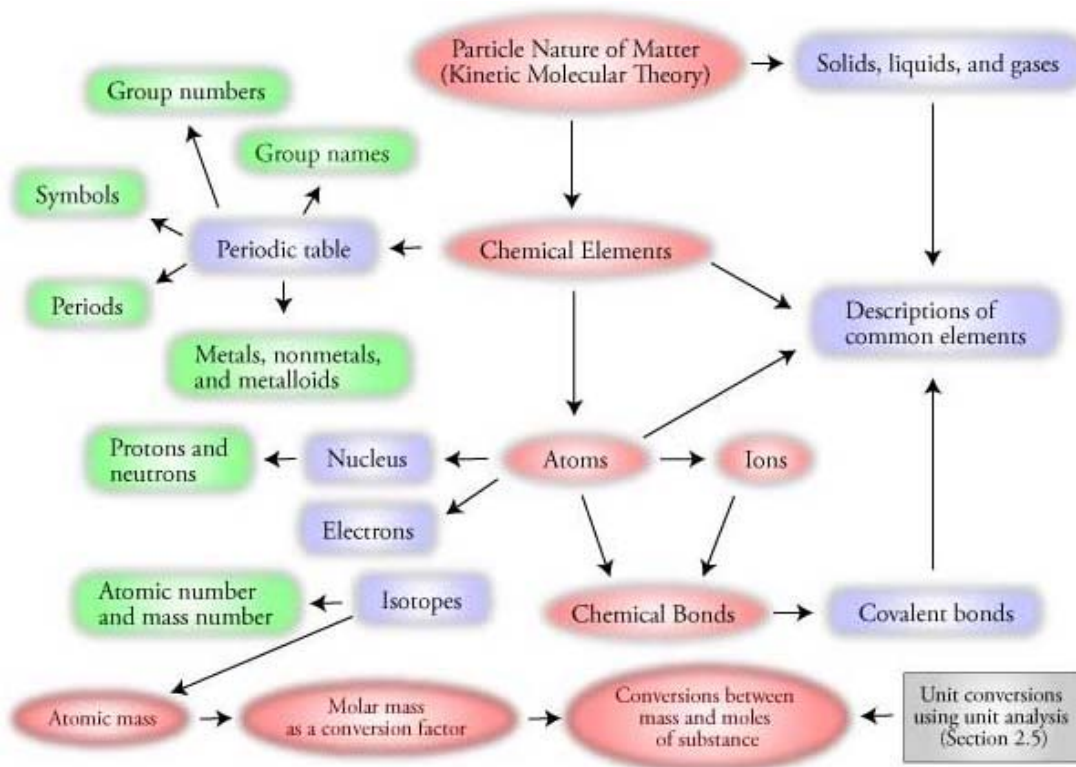 Particle Nature of Matter
(Kinetic Molecular Theory)
Solids, liquids, and gases
Group numbers
Group names
Symbols
Periodic table
Chemical Elements
Periods
Descriptions of
common elements
Metals, nonmetals,
and metalloids
Protons and
neutrons
Nucleus
Atoms
Ions
Electrons
Atomic number
and mass number
Isotopes
Chemical Bonds
Covalent bonds
Atomic mass
Molar mass
as a conversion factor
Conversions between
mass and moles
of substance
Unit conversions
using unit analysis
(Section 2.5)